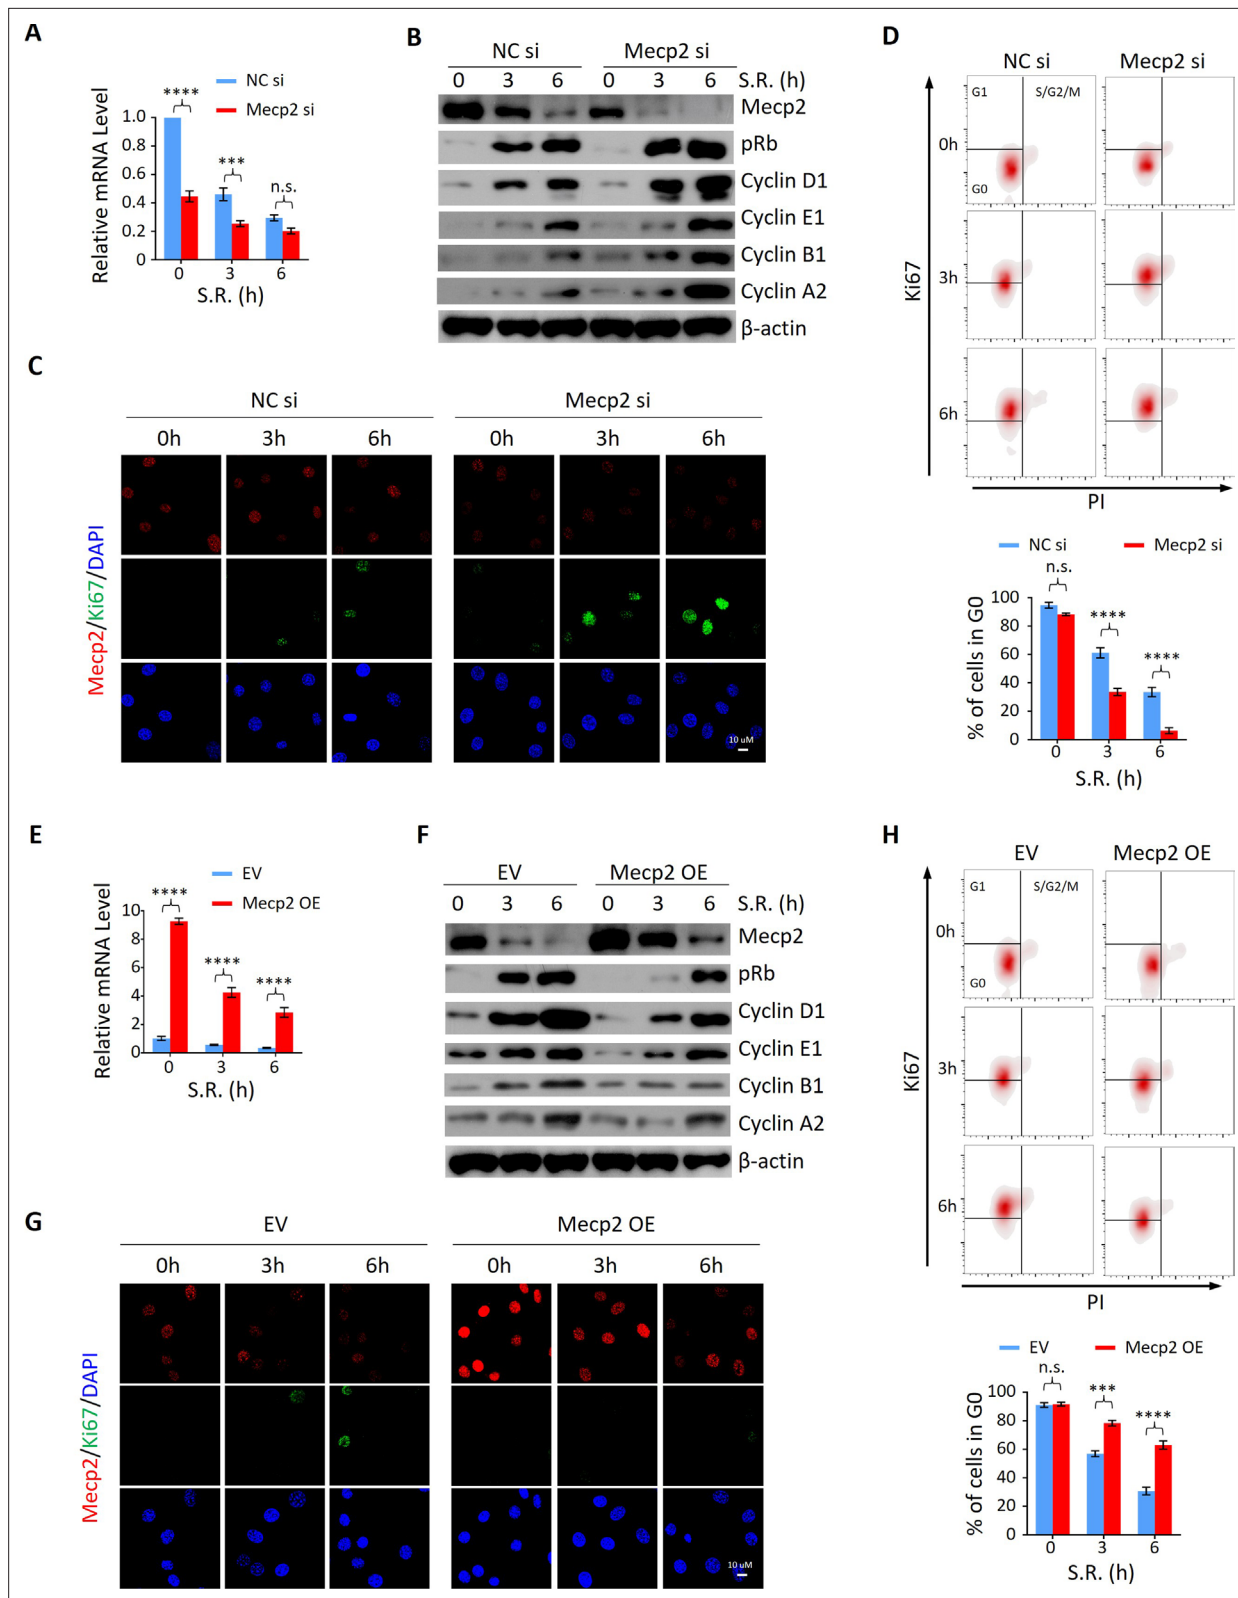 A
NC si
Mecp2 si
****
***
n.s.
Relative mRNA Level
1.0
0.8
0.6
0.4
0.2
0
0 3 6
S.R. (h)
B
NC si Mecp2 si
0 3 6 0 3 6 S.R. (h)
Mecp2
pRb
Cyclin D1
Cyclin E1
Cyclin B1
Cyclin A2
β-actin
C
NC si Mecp2 si
0h 3h 6h 0h 3h 6h
Mecp2/Ki67/DAPI
10 uM
D
NC si Mecp2 si
G1 S/G2/M
G0
0h
3h
6h
Ki67
PI
NC si Mecp2 si
n.s.
****
****
% of cells in G0
100
80
60
40
20
0
0 3 6
S.R. (h)
E
EV
Mecp2 OE
****
****
****
Relative mRNA Level
10
8
6
4
2
0
0 3 6
S.R. (h)
F
EV Mecp2 OE
0 3 6 0 3 6 S.R. (h)
Mecp2
pRb
Cyclin D1
Cyclin E1
Cyclin B1
Cyclin A2
β-actin
G
EV Mecp2 OE
0h 3h 6h 0h 3h 6h
Mecp2/Ki67/DAPI
10 uM
H
EV Mecp2 OE
G1 S/G2/M
G0
0h
3h
6h
Ki67
PI
EV Mecp2 OE
n.s.
***
****
% of cells in G0
100
80
60
40
20
0
0 3 6
S.R. (h)